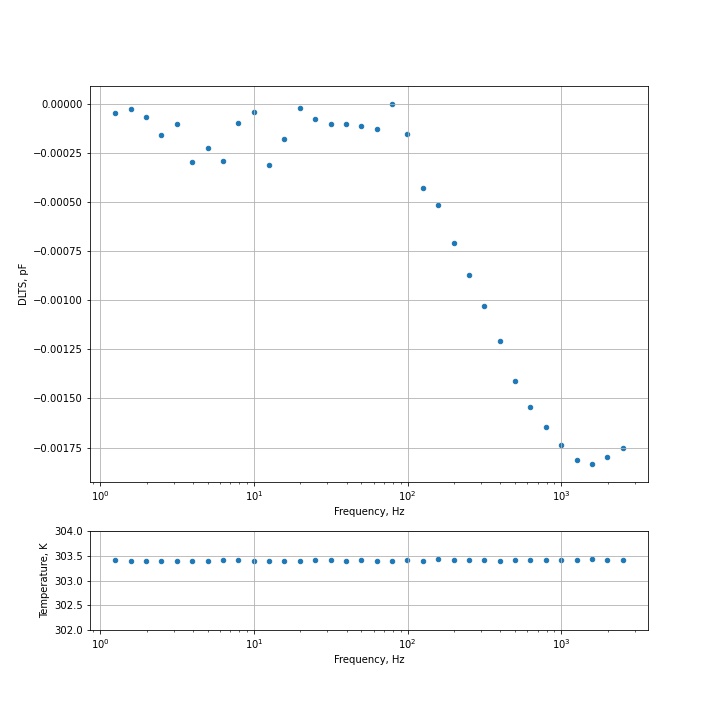 0.00000
−0.00025
−0.00050
−0.00075
−0.00100
−0.00125
−0.00150
−0.00175
DLTS, pF
10⁰ 10¹ 10² 10³
Frequency, Hz
304.0
303.5
303.0
302.5
302.0
Temperature, K
10⁰ 10¹ 10² 10³
Frequency, Hz